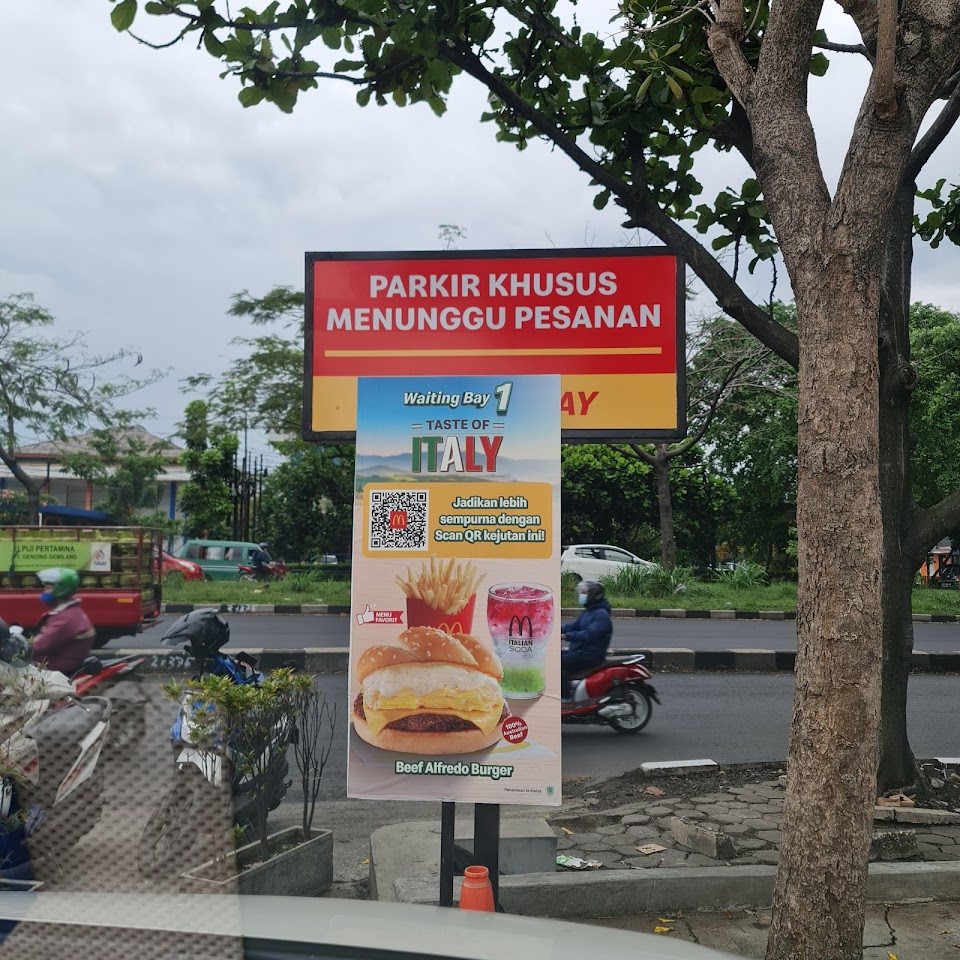 PARKIR KHUSUS
MENUNGGU PESANAN
AY
Waiting Bay 1
TASTE OF
ITALY
Jadikan lebih
sempurna dengan
Scan QR kejutan ini!
MENU
FAVORIT
ITALIAN
SODA
100%
Australian
Beef
Beef Alfredo Burger
PERTAMINA